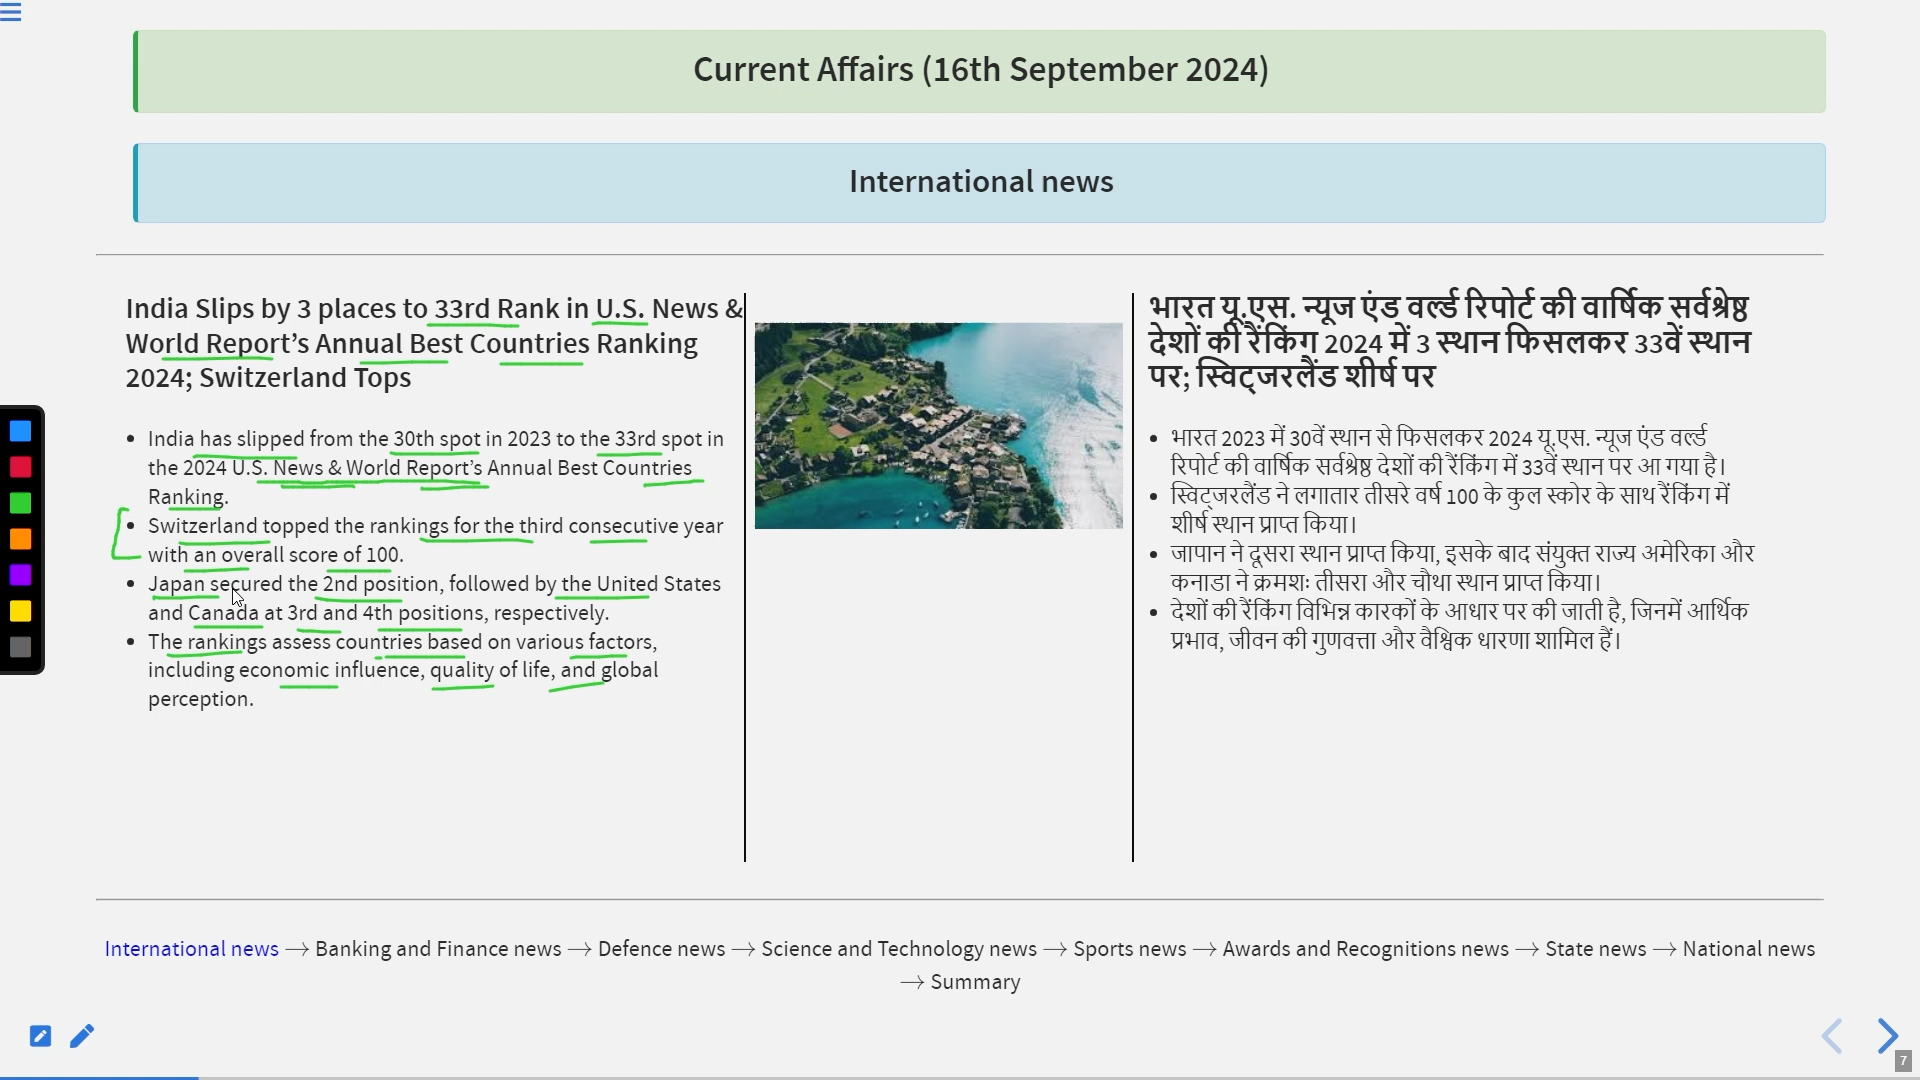 Current Affairs (16th September 2024)
International news
India Slips by 3 places to 33rd Rank in U.S. News &
World Report’s Annual Best Countries Ranking
2024; Switzerland Tops
• India has slipped from the 30th spot in 2023 to the 33rd spot in
the 2024 U.S. News & World Report’s Annual Best Countries
Ranking.
• Switzerland topped the rankings for the third consecutive year
with an overall score of 100.
• Japan secured the 2nd position, followed by the United States
and Canada at 3rd and 4th positions, respectively.
• The rankings assess countries based on various factors,
including economic influence, quality of life, and global
perception.
भारत यू.एस. न्यूज एंड वर्ल्ड रिपोर्ट की वार्षिक सर्वश्रेष्ठ
देशों की रैंकिंग 2024 में 3 स्थान फिसलकर 33वें स्थान
पर; स्विट्जरलैंड शीर्ष पर
• भारत 2023 में 30वें स्थान से फिसलकर 2024 यू.एस. न्यूज एंड वर्ल्ड
रिपोर्ट की वार्षिक सर्वश्रेष्ठ देशों की रैंकिंग में 33वें स्थान पर आ गया है।
• स्विट्जरलैंड ने लगातार तीसरे वर्ष 100 के कुल स्कोर के साथ रैंकिंग में
शीर्ष स्थान प्राप्त किया।
• जापान ने दूसरा स्थान प्राप्त किया, इसके बाद संयुक्त राज्य अमेरिका और
कनाडा ने क्रमशः तीसरा और चौथा स्थान प्राप्त किया।
• देशों की रैंकिंग विभिन्न कारकों के आधार पर की जाती है, जिनमें आर्थिक
प्रभाव, जीवन की गुणवत्ता और वैश्विक धारणा शामिल हैं।
International news → Banking and Finance news → Defence news → Science and Technology news → Sports news → Awards and Recognitions news → State news → National news
→ Summary
7